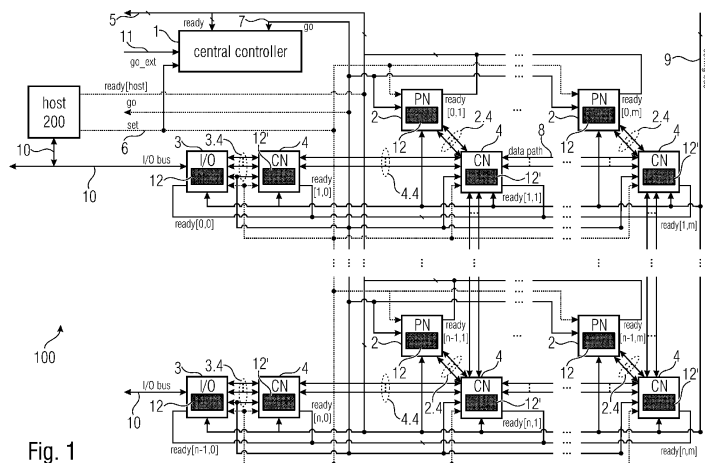 5
ready
7
go
1
central controller
11
go_ext
9
ready[host]
host
200
go
set
6
10
10
I/O bus
3
I/O
12
3.4
12'
4
CN
ready
[1,0]
ready[0,0]
4.4
2
PN
12
ready
[0,1]
2.4
4
CN
12'
ready[1,1]
8
data path
2
PN
12
ready
[0,m]
2.4
4
CN
12'
ready[1,m]
...
100
I/O bus
10
3
I/O
12
3.4
12'
4
CN
ready
[n,0]
ready[n-1,0]
4.4
2
PN
12
ready
[n-1,1]
2.4
4
CN
12'
ready[n,1]
2
PN
12
ready
[n-1,m]
2.4
4
CN
12'
ready[n,m]
Fig. 1